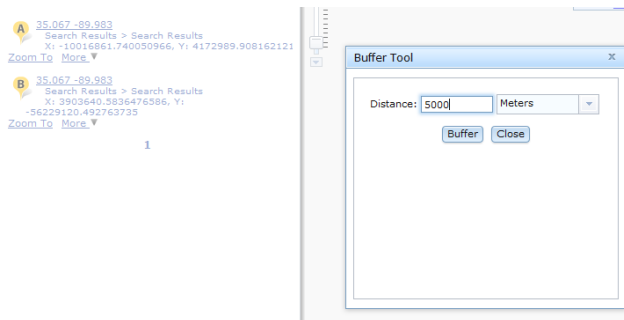 A 35.067 -89.983
Search Results > Search Results
X: -10016861.740050966, Y: 4172989.908162121
Zoom To More ▼
B 35.067 -89.983
Search Results > Search Results
X: 3903640.5836476586, Y:
-56229120.492763735
Zoom To More ▼
1
Buffer Tool x
Distance: 5000 Meters
Buffer Close